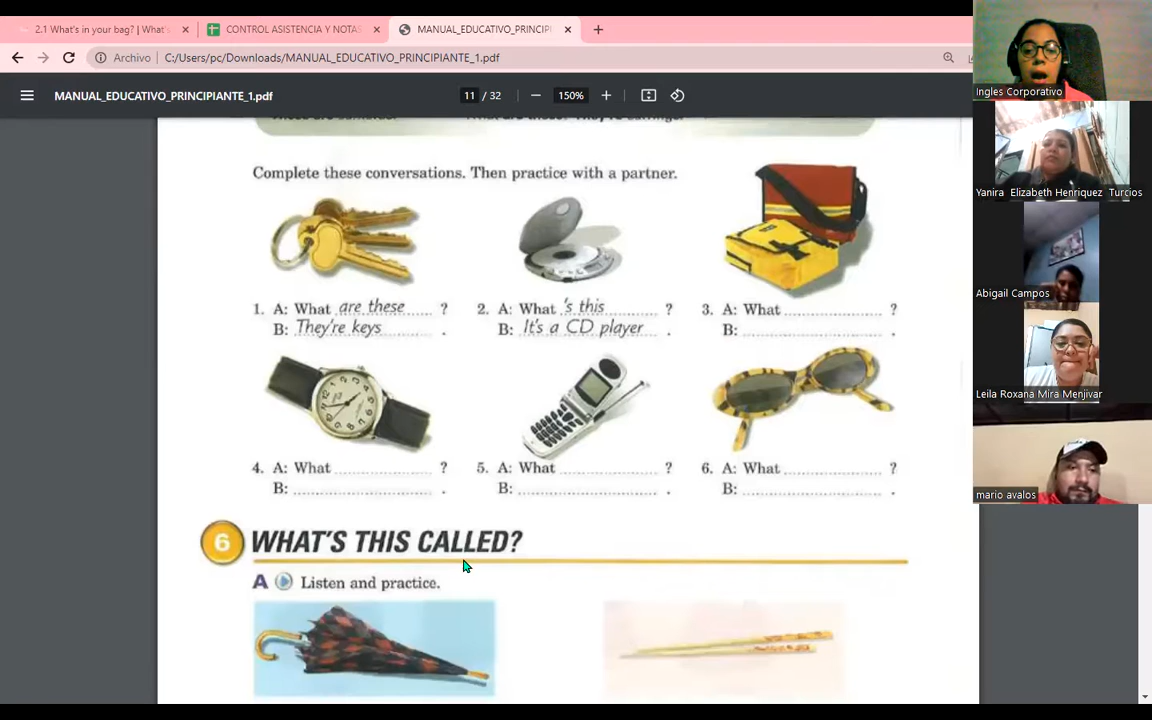 2.1 What's in your bag? | What's
CONTROL ASISTENCIA Y NOTAS
MANUAL_EDUCATIVO_PRINCIPI
Archivo C:/Users/pc/Downloads/MANUAL_EDUCATIVO_PRINCIPIANTE_1.pdf
MANUAL_EDUCATIVO_PRINCIPIANTE_1.pdf
11 / 32
150%
Complete these conversations. Then practice with a partner.
1. A: What are these ?
B: They're keys .
2. A: What 's this ?
B: It's a CD player .
3. A: What ?
B: .
4. A: What ?
B: .
5. A: What ?
B: .
6. A: What ?
B: .
6 WHAT'S THIS CALLED?
A Listen and practice.
Ingles Corporativo
Yanira Elizabeth Henriquez Turcios
Abigail Campos
Leila Roxana Mira Menjivar
mario avalos